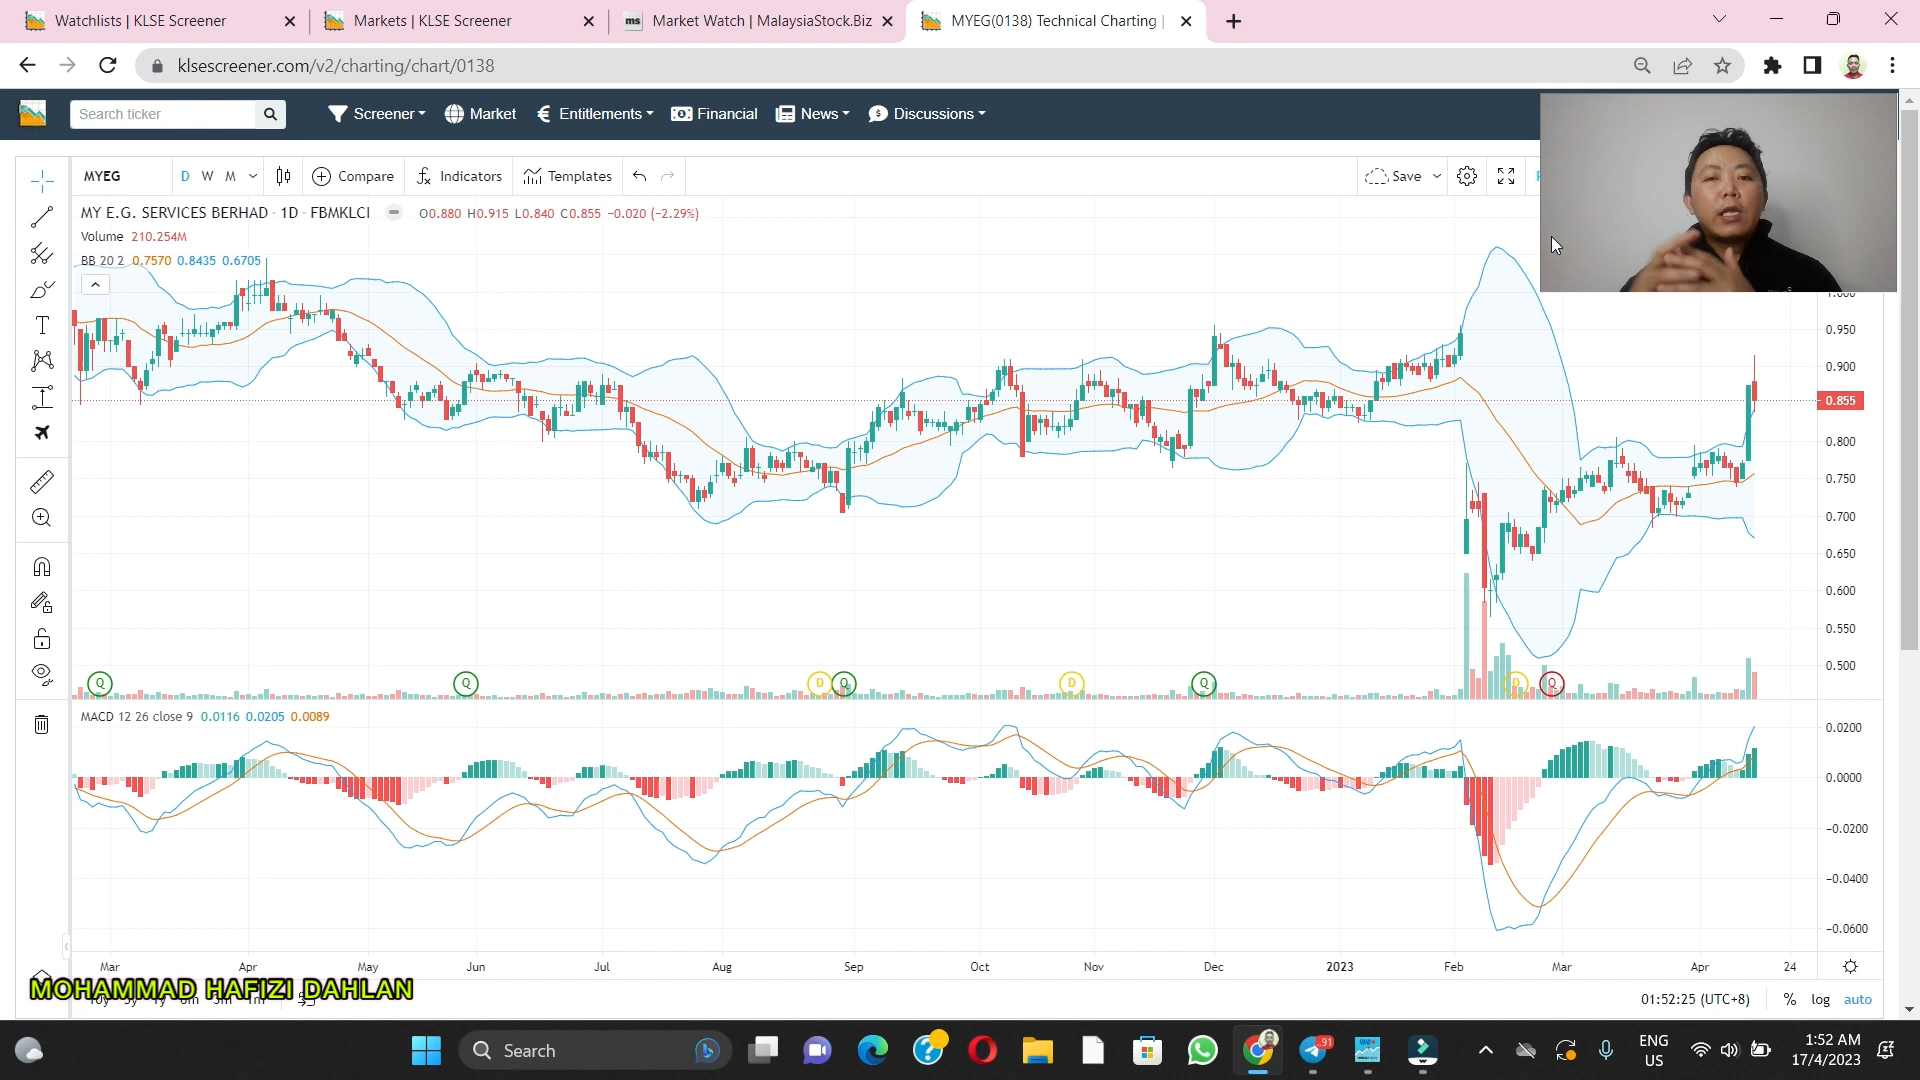 Watchlists | KLSE Screener
Markets | KLSE Screener
ms Market Watch | MalaysiaStock.Biz
MYEG(0138) Technical Charting |
klsescreener.com/v2/charting/chart/0138
Search ticker
Screener
Market
Entitlements
Financial
News
Discussions
MYEG
D W M
Compare
Indicators
Templates
Save
MY E.G. SERVICES BERHAD · 1D · FBMKLCI
O0.880 H0.915 L0.840 C0.855 −0.020 (−2.29%)
Volume 210.254M
BB 20 2 0.7570 0.8435 0.6705
1.000
0.950
0.900
0.855
0.800
0.750
0.700
0.650
0.600
0.550
0.500
Q Q D Q D Q D Q
MACD 12 26 close 9 0.0116 0.0205 0.0089
0.0200
0.0000
−0.0200
−0.0400
−0.0600
Mar Apr May Jun Jul Aug Sep Oct Nov Dec 2023 Feb Mar Apr 24
MOHAMMAD HAFIZI DAHLAN
01:52:25 (UTC+8)
% log auto
Search
91
ENG
US
1:52 AM
17/4/2023